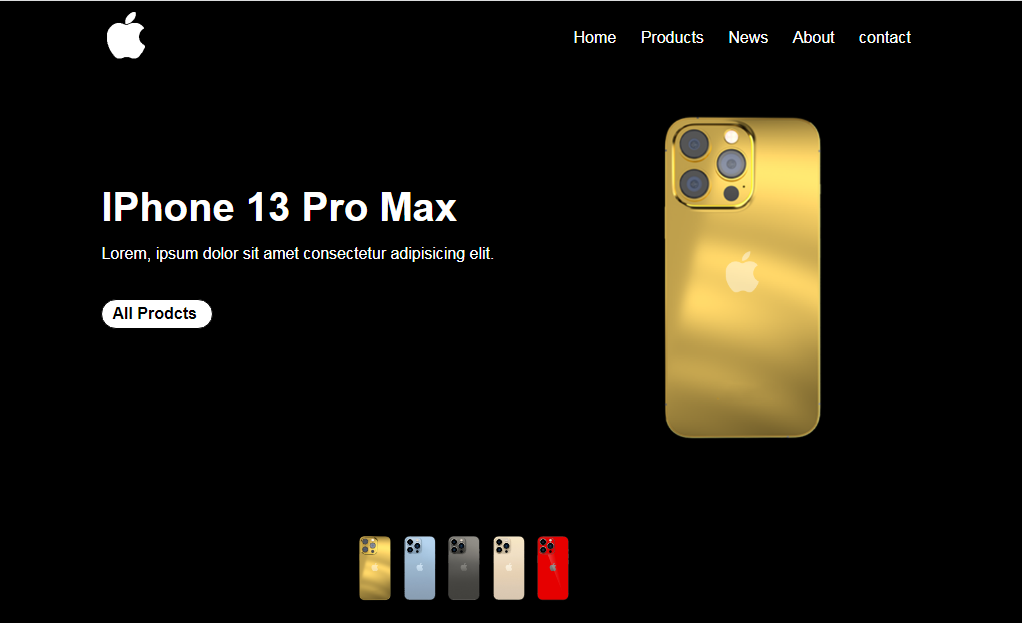 Home Products News About contact
IPhone 13 Pro Max
Lorem, ipsum dolor sit amet consectetur adipisicing elit.
All Prodcts